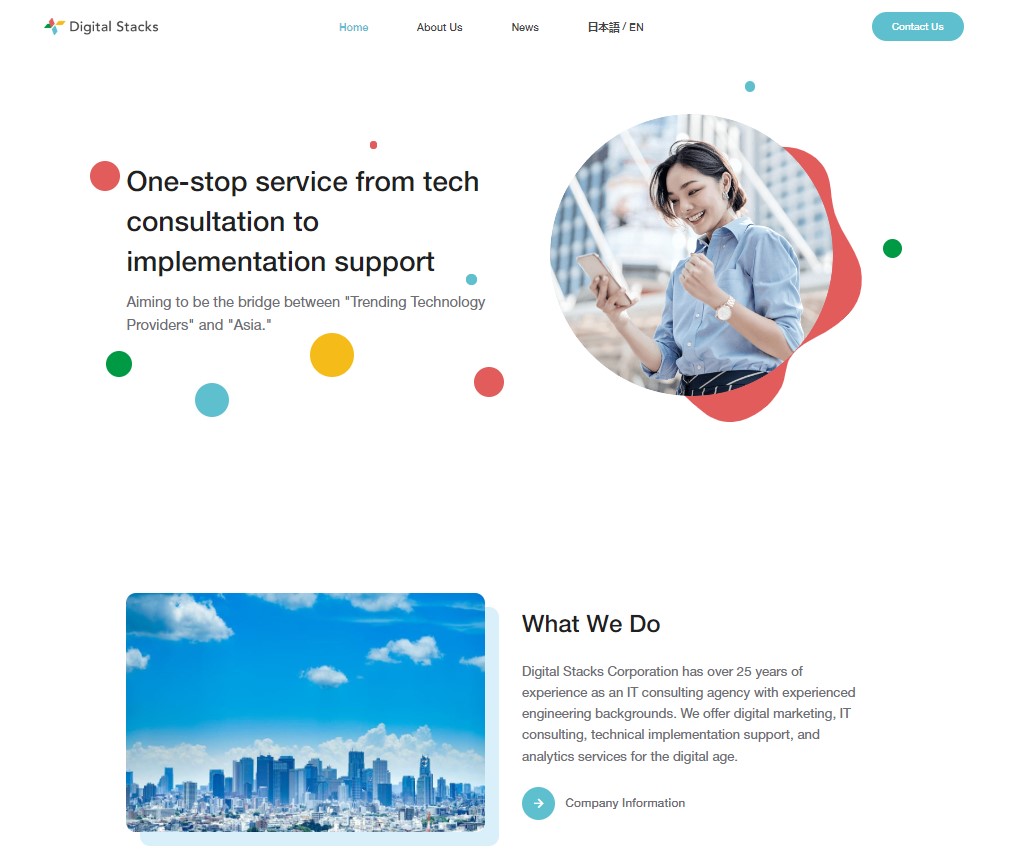 Digital Stacks
Home
About Us
News
日本語 / EN
Contact Us
One-stop service from tech
consultation to
implementation support
Aiming to be the bridge between "Trending Technology
Providers" and "Asia."
What We Do
Digital Stacks Corporation has over 25 years of
experience as an IT consulting agency with experienced
engineering backgrounds. We offer digital marketing, IT
consulting, technical implementation support, and
analytics services for the digital age.
Company Information